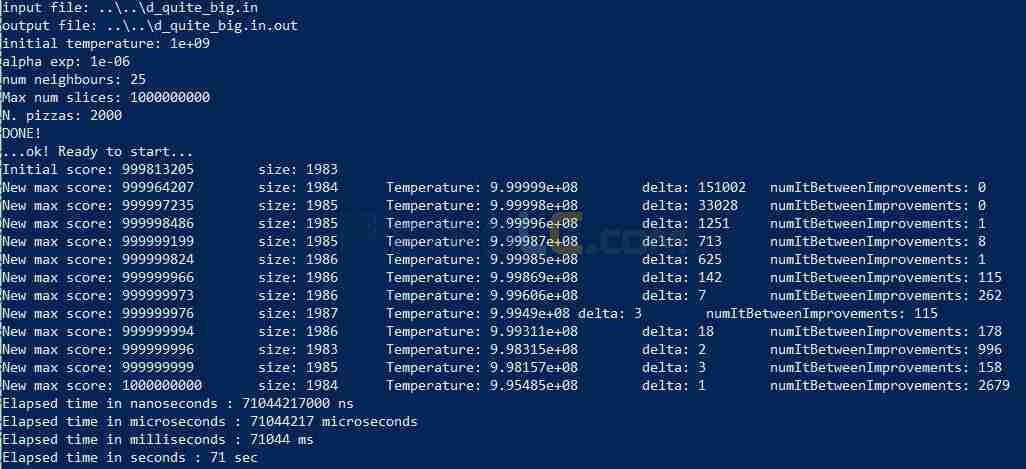 input file: ..\..\d_quite_big.in
output file: ..\..\d_quite_big.in.out
initial temperature: 1e+09
alpha exp: 1e-06
num neighbours: 25
Max num slices: 1000000000
N. pizzas: 2000
DONE!
...ok! Ready to start...
Initial score: 999813205 size: 1983
New max score: 999964207 size: 1984 Temperature: 9.99999e+08 delta: 151002 numItBetweenImprovements: 0
New max score: 999997235 size: 1985 Temperature: 9.99998e+08 delta: 33028 numItBetweenImprovements: 0
New max score: 999998486 size: 1985 Temperature: 9.99996e+08 delta: 1251 numItBetweenImprovements: 1
New max score: 999999199 size: 1985 Temperature: 9.99987e+08 delta: 713 numItBetweenImprovements: 8
New max score: 999999824 size: 1986 Temperature: 9.99985e+08 delta: 625 numItBetweenImprovements: 1
New max score: 999999966 size: 1986 Temperature: 9.99869e+08 delta: 142 numItBetweenImprovements: 115
New max score: 999999973 size: 1986 Temperature: 9.99606e+08 delta: 7 numItBetweenImprovements: 262
New max score: 999999976 size: 1987 Temperature: 9.9949e+08 delta: 3 numItBetweenImprovements: 115
New max score: 999999994 size: 1986 Temperature: 9.99311e+08 delta: 18 numItBetweenImprovements: 178
New max score: 999999996 size: 1983 Temperature: 9.98315e+08 delta: 2 numItBetweenImprovements: 996
New max score: 999999999 size: 1985 Temperature: 9.98157e+08 delta: 3 numItBetweenImprovements: 158
New max score: 1000000000 size: 1984 Temperature: 9.95485e+08 delta: 1 numItBetweenImprovements: 2679
Elapsed time in nanoseconds : 71044217000 ns
Elapsed time in microseconds : 71044217 microseconds
Elapsed time in milliseconds : 71044 ms
Elapsed time in seconds : 71 sec